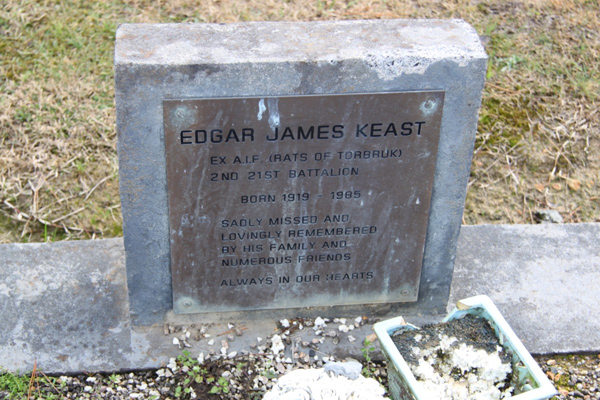 EDGAR JAMES KEAST
EX A.I.F. (RATS OF TORBRUK)
2ND 21ST BATTALION
BORN 1919 - 1985
SADLY MISSED AND
LOVINGLY REMEMBERED
BY HIS FAMILY AND
NUMEROUS FRIENDS
ALWAYS IN OUR HEARTS